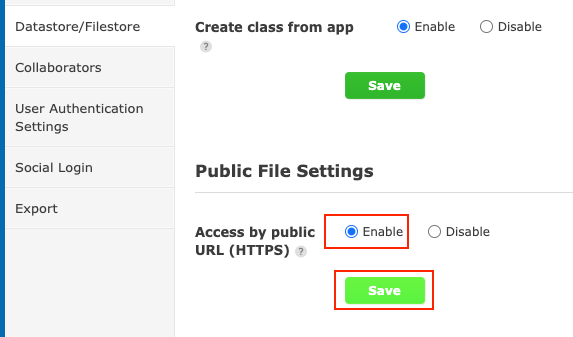 Datastore/Filestore
Collaborators
User Authentication
Settings
Social Login
Export
Create class from app
?
Enable
Disable
Save
Public File Settings
Access by public
URL (HTTPS) ?
Enable
Disable
Save